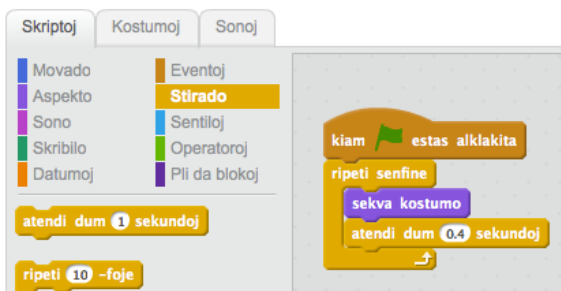 Skriptoj Kostumoj Sonoj
Movado Eventoj
Aspekto Stirado
Sono Sentiloj
Skribilo Operatoroj
Datumoj Pli da blokoj
atendi dum 1 sekundoj
ripeti 10 -foje
kiam estas alklakita
ripeti senfine
sekva kostumo
atendi dum 0.4 sekundoj